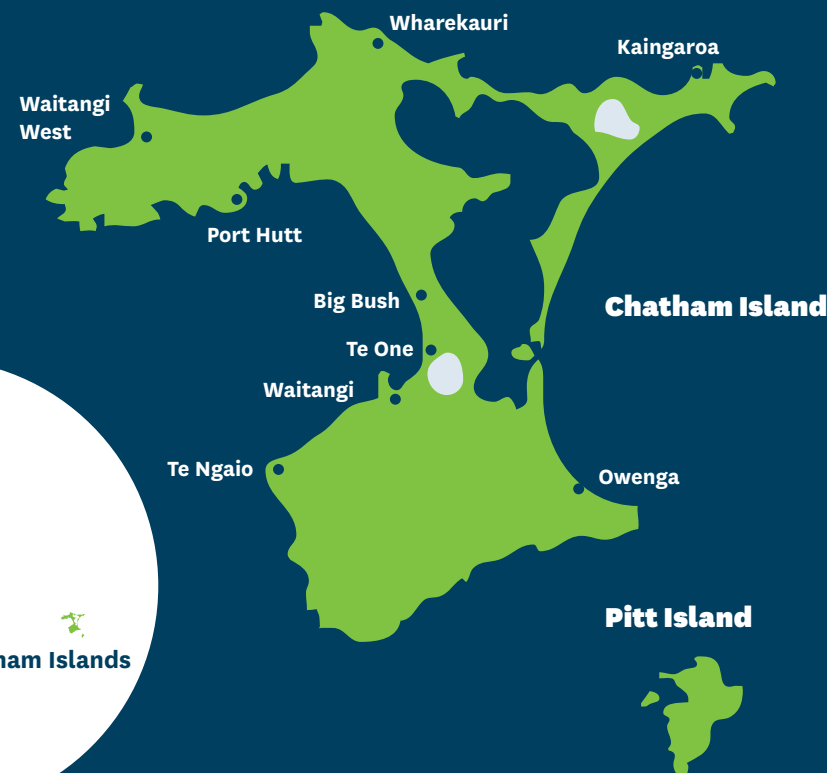 Wharekauri
Kaingaroa
Waitangi
West
Port Hutt
Big Bush
Chatham Island
Te One
Waitangi
Te Ngaio
Owenga
Pitt Island
ham Islands